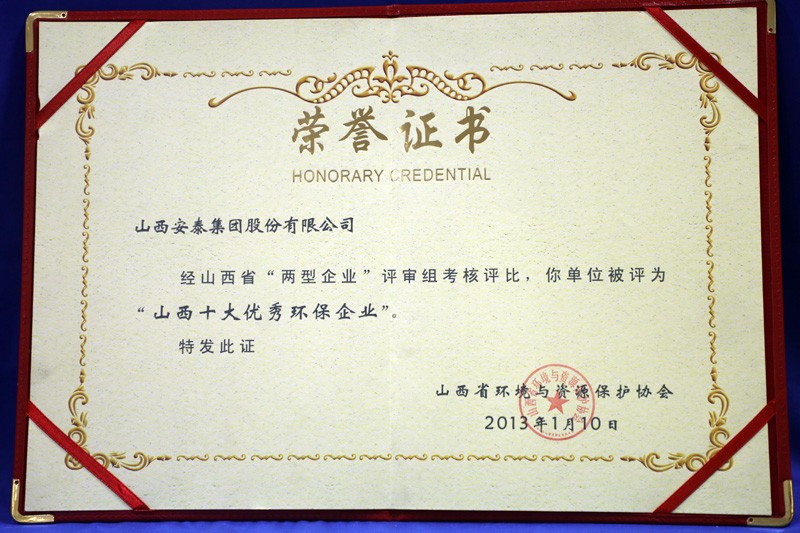 荣誉证书
HONORARY CREDENTIAL
山西安泰集团股份有限公司
经山西省“两型企业”评审组考核评比，你单位被评为
“山西十大优秀环保企业”。
特发此证
山西省环境与资源保护协会
2013年1月10日